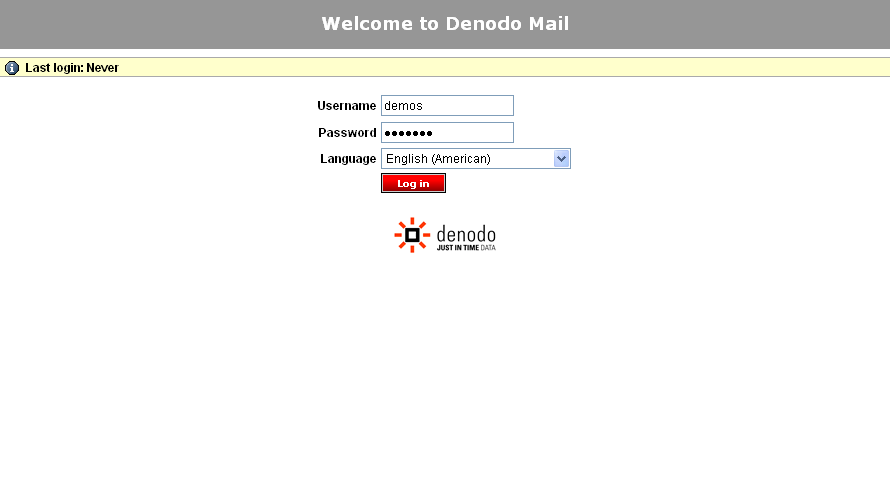 Welcome to Denodo Mail
Last login: Never
Username demos
Password •••••••
Language English (American)
Log in
denodo
JUST IN TIME DATA